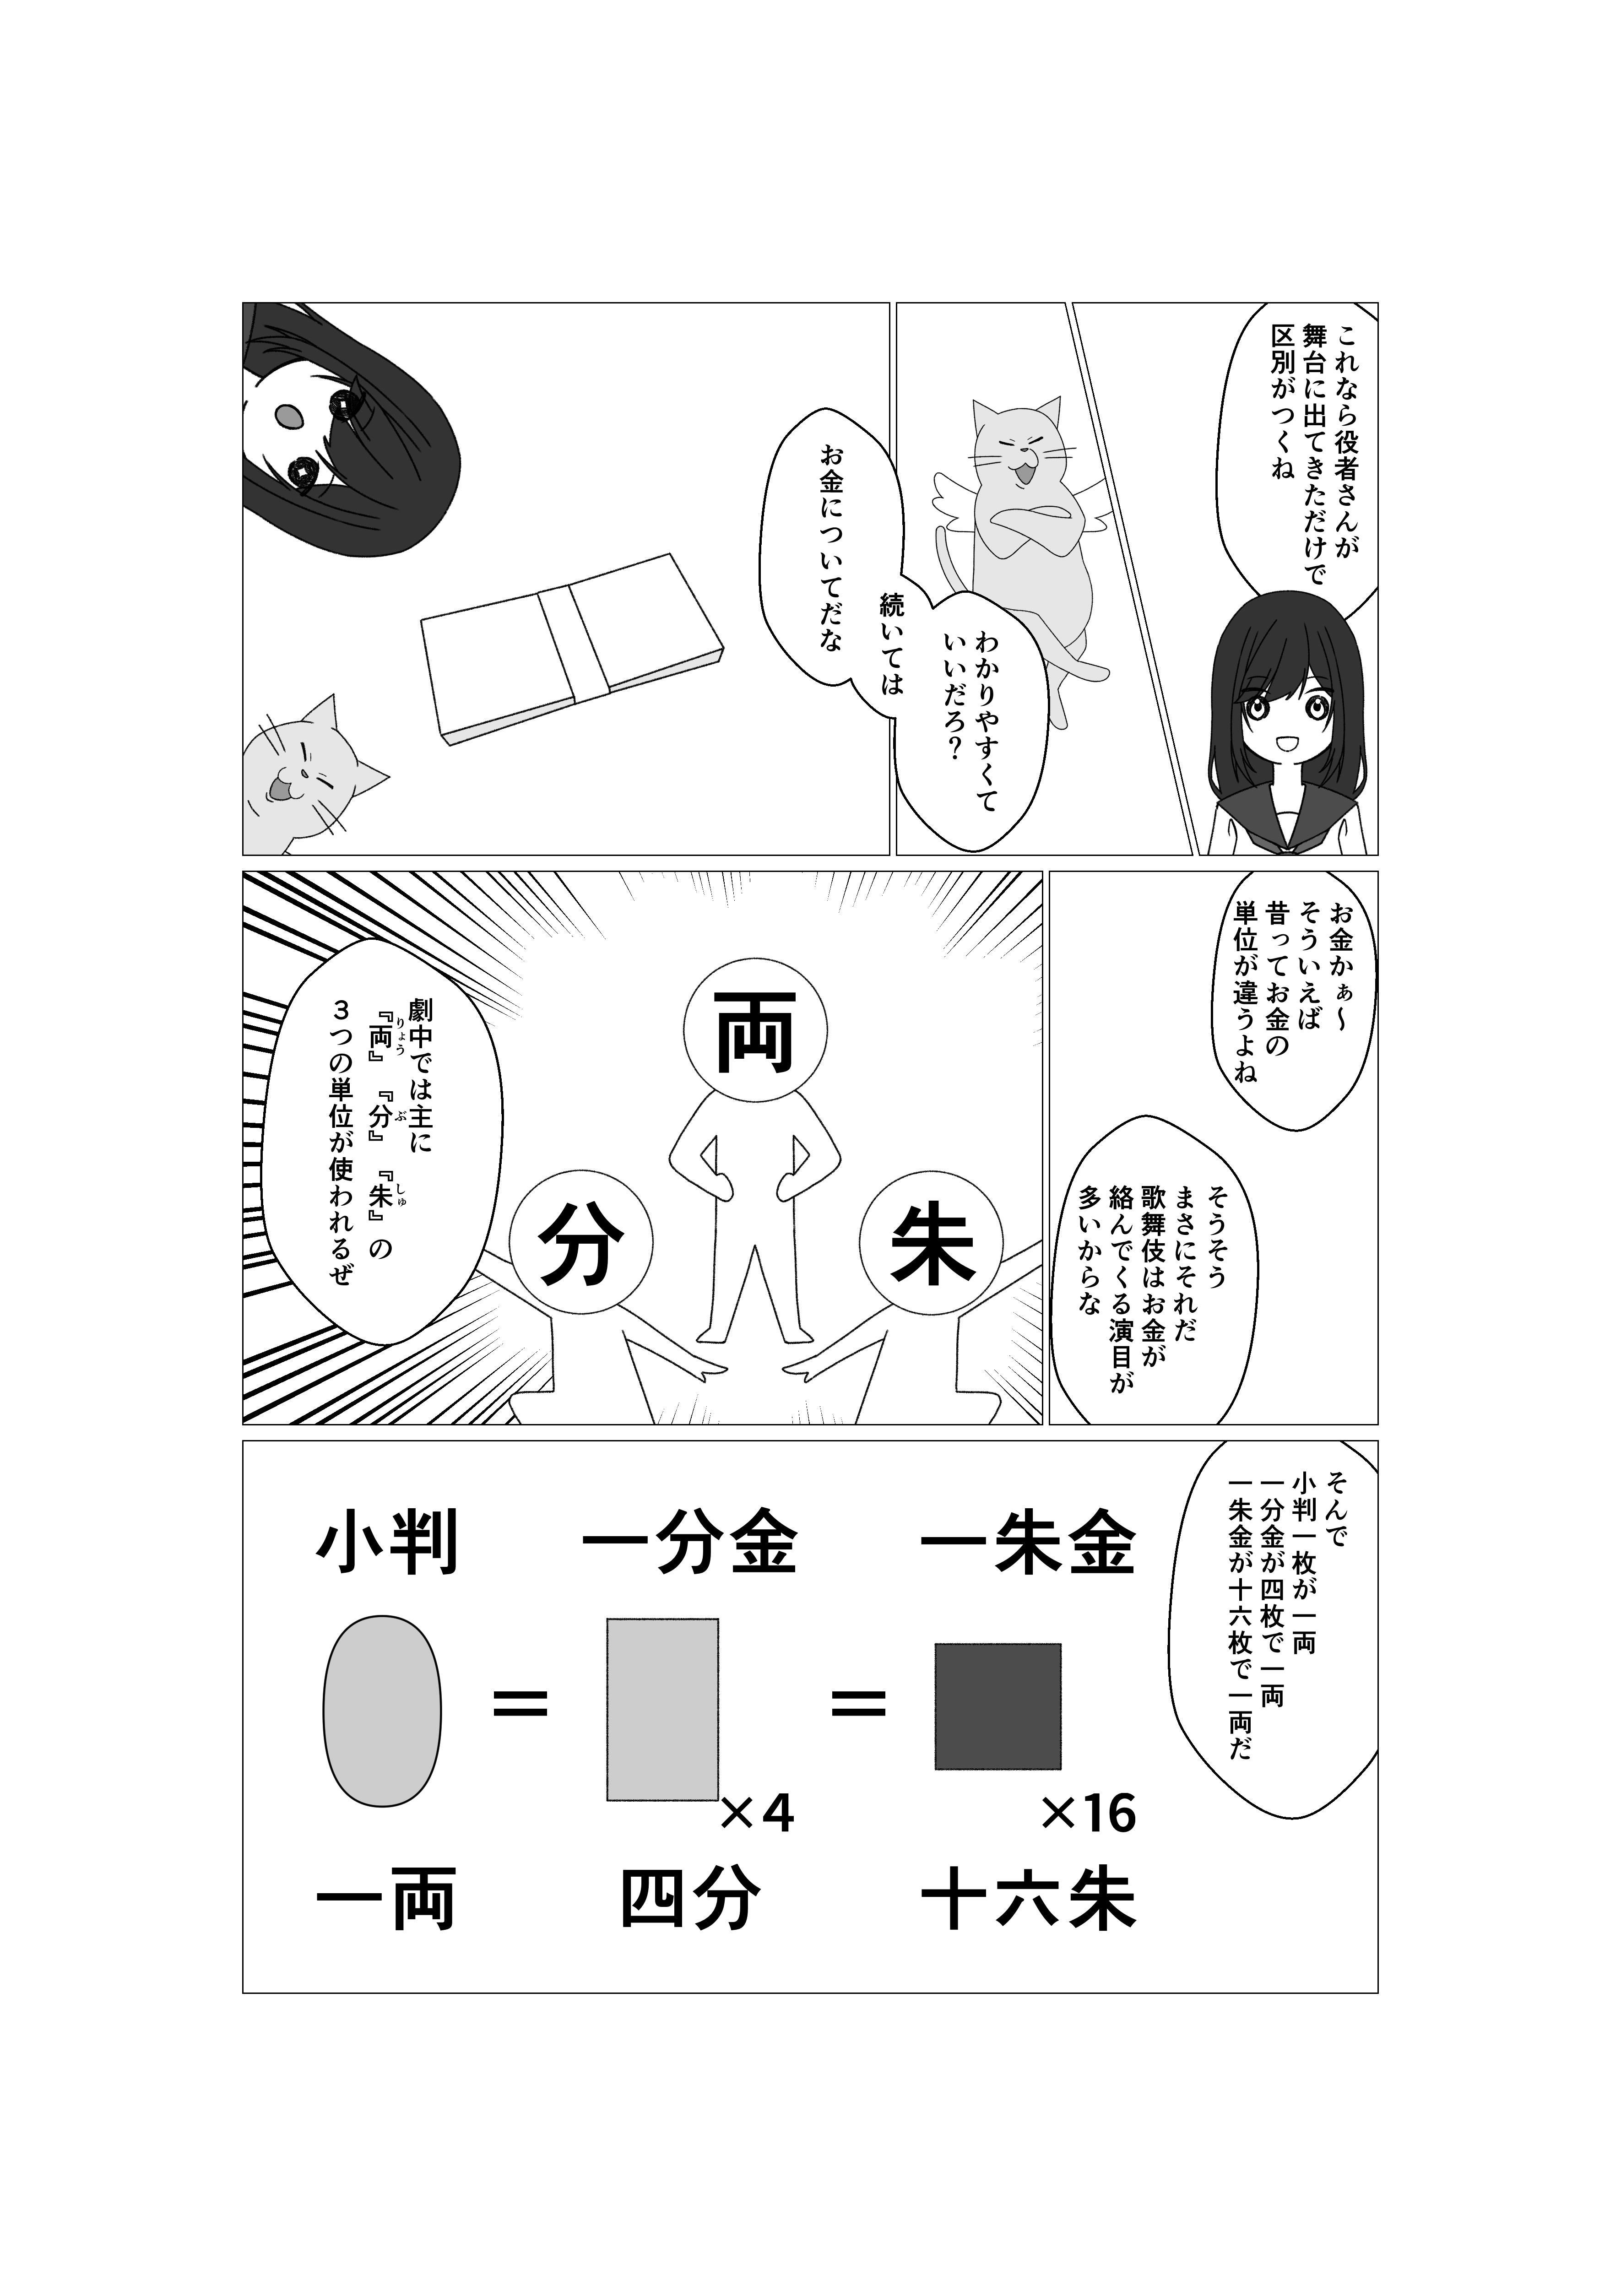 これなら役者さんが
舞台に出てきただけで
区別がつくね
わかりやすくて
いいだろ？
続いては
お金についてだな
お金かぁ～
そういえば
昔ってお金の
単位が違うよね
そうそう
まさにそれだ
歌舞伎はお金が
絡んでくる演目が
多いからな
両
分
朱
劇中では主に
『両』『分』『朱』の
りょう ぶ しゅ
３つの単位が使われるぜ
そんで
小判一枚が一両
一分金が四枚で一両
一朱金が十六枚で一両だ
小判 一分金 一朱金
＝ ＝
×4 ×16
一両 四分 十六朱